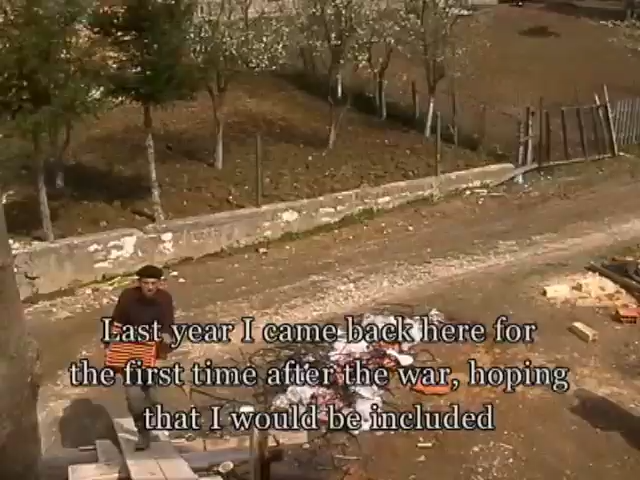 Last year I came back here for
the first time after the war, hoping
that I would be included